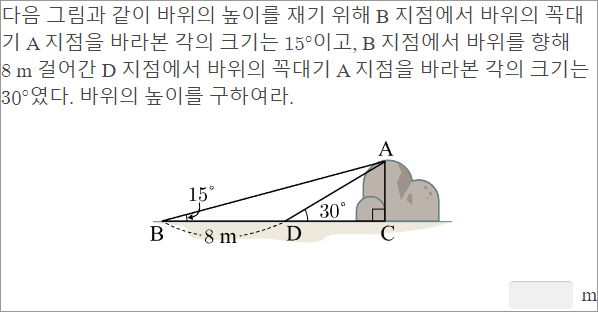 다음 그림과 같이 바위의 높이를 재기 위해 B 지점에서 바위의 꼭대
기 A 지점을 바라본 각의 크기는 15°이고, B 지점에서 바위를 향해
8 m 걸어간 D 지점에서 바위의 꼭대기 A 지점을 바라본 각의 크기는
30°였다. 바위의 높이를 구하여라.
A
15°
30°
B 8 m D C
m